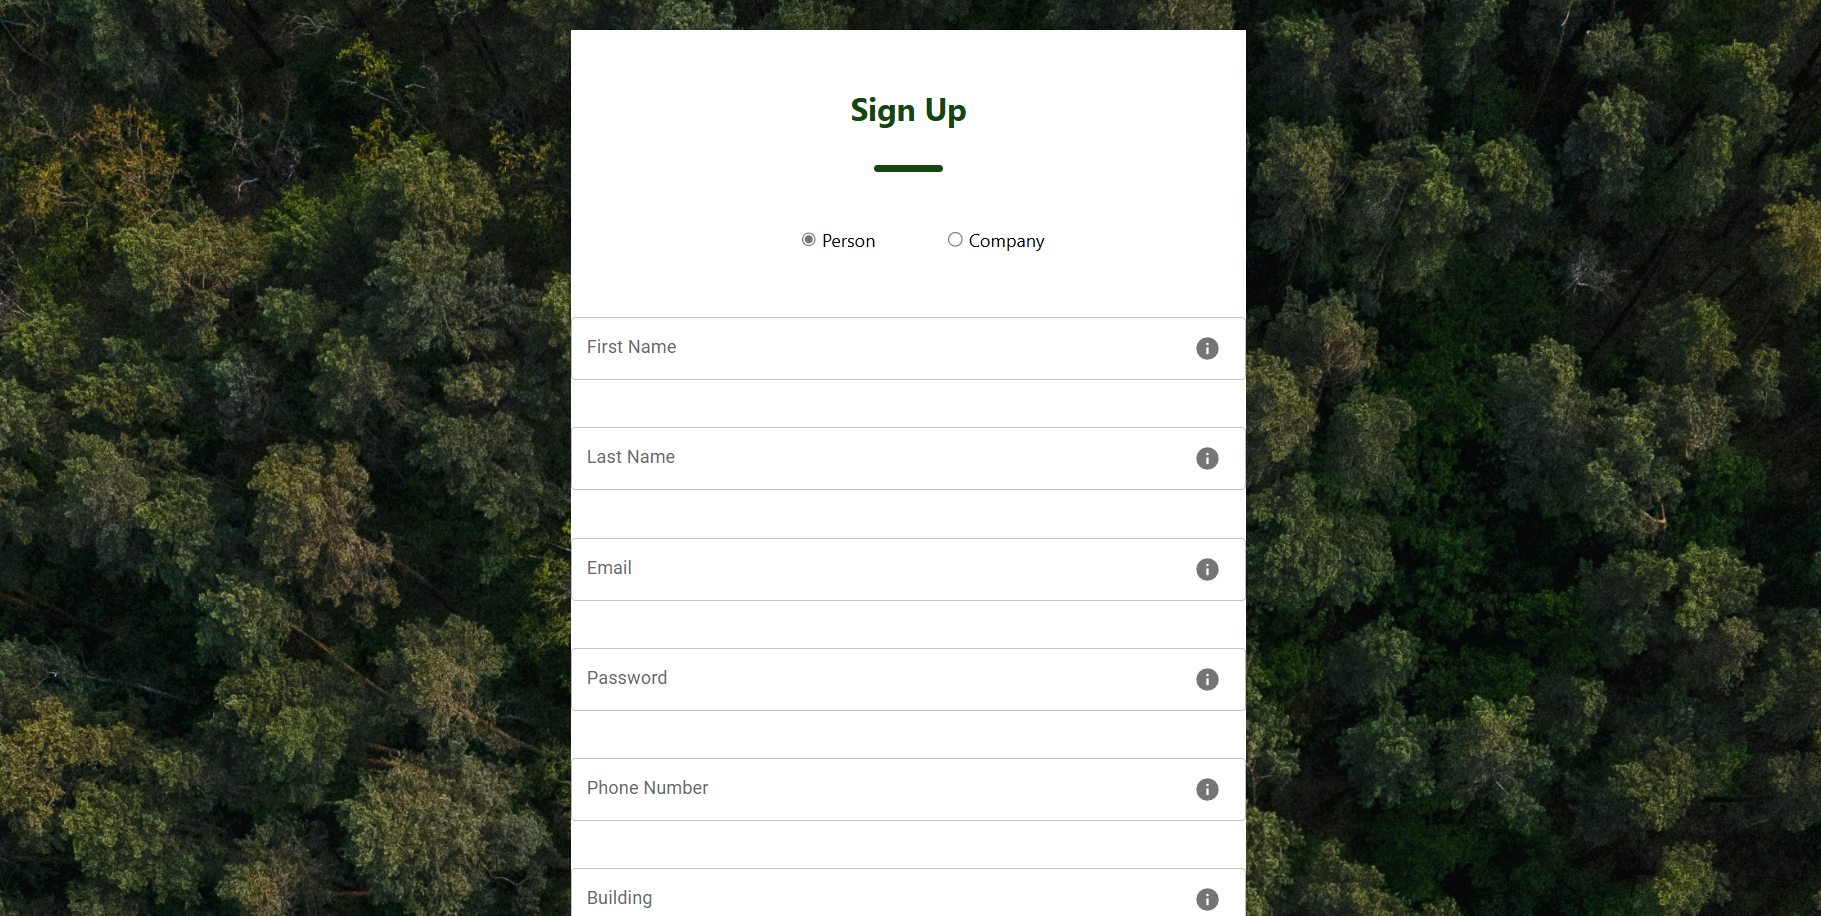 Sign Up
Person Company
First Name
Last Name
Email
Password
Phone Number
Building